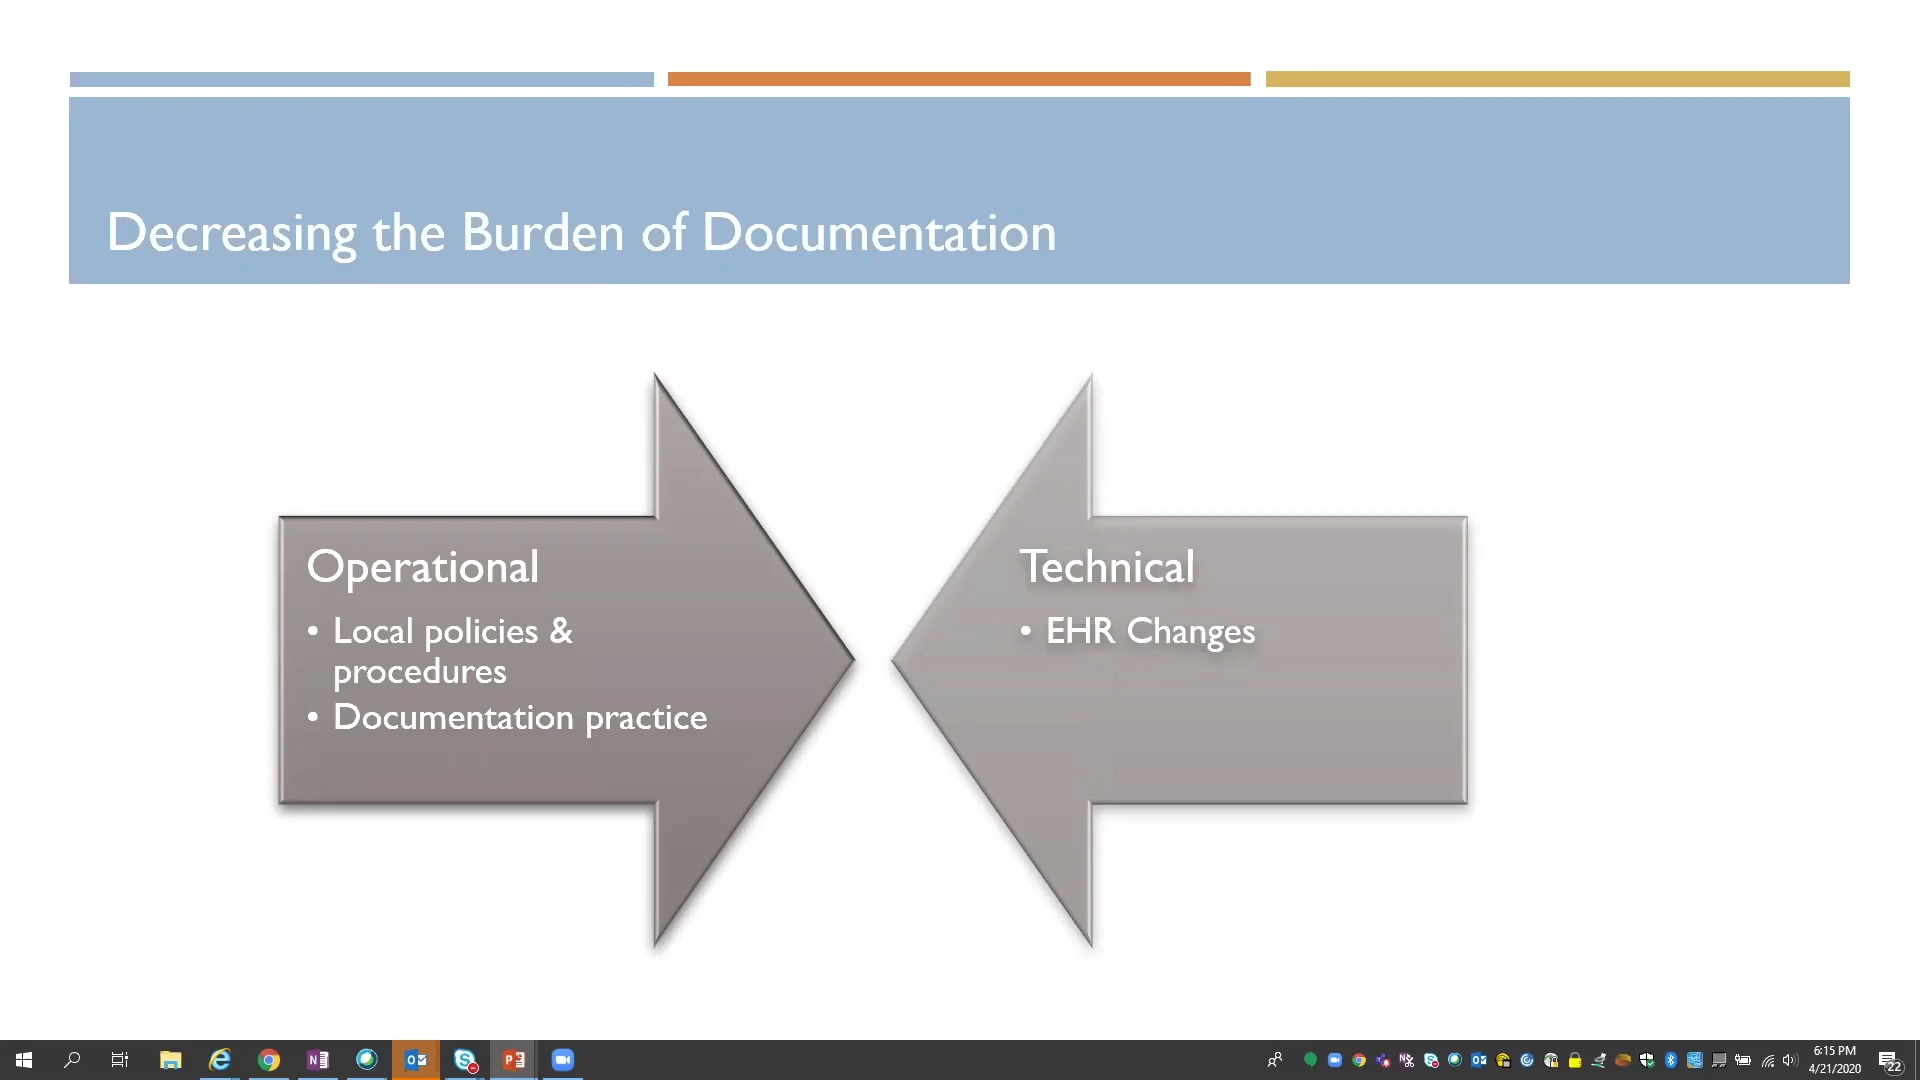 Decreasing the Burden of Documentation
Operational
• Local policies &
procedures
• Documentation practice
Technical
• EHR Changes
6:15 PM
4/21/2020
22